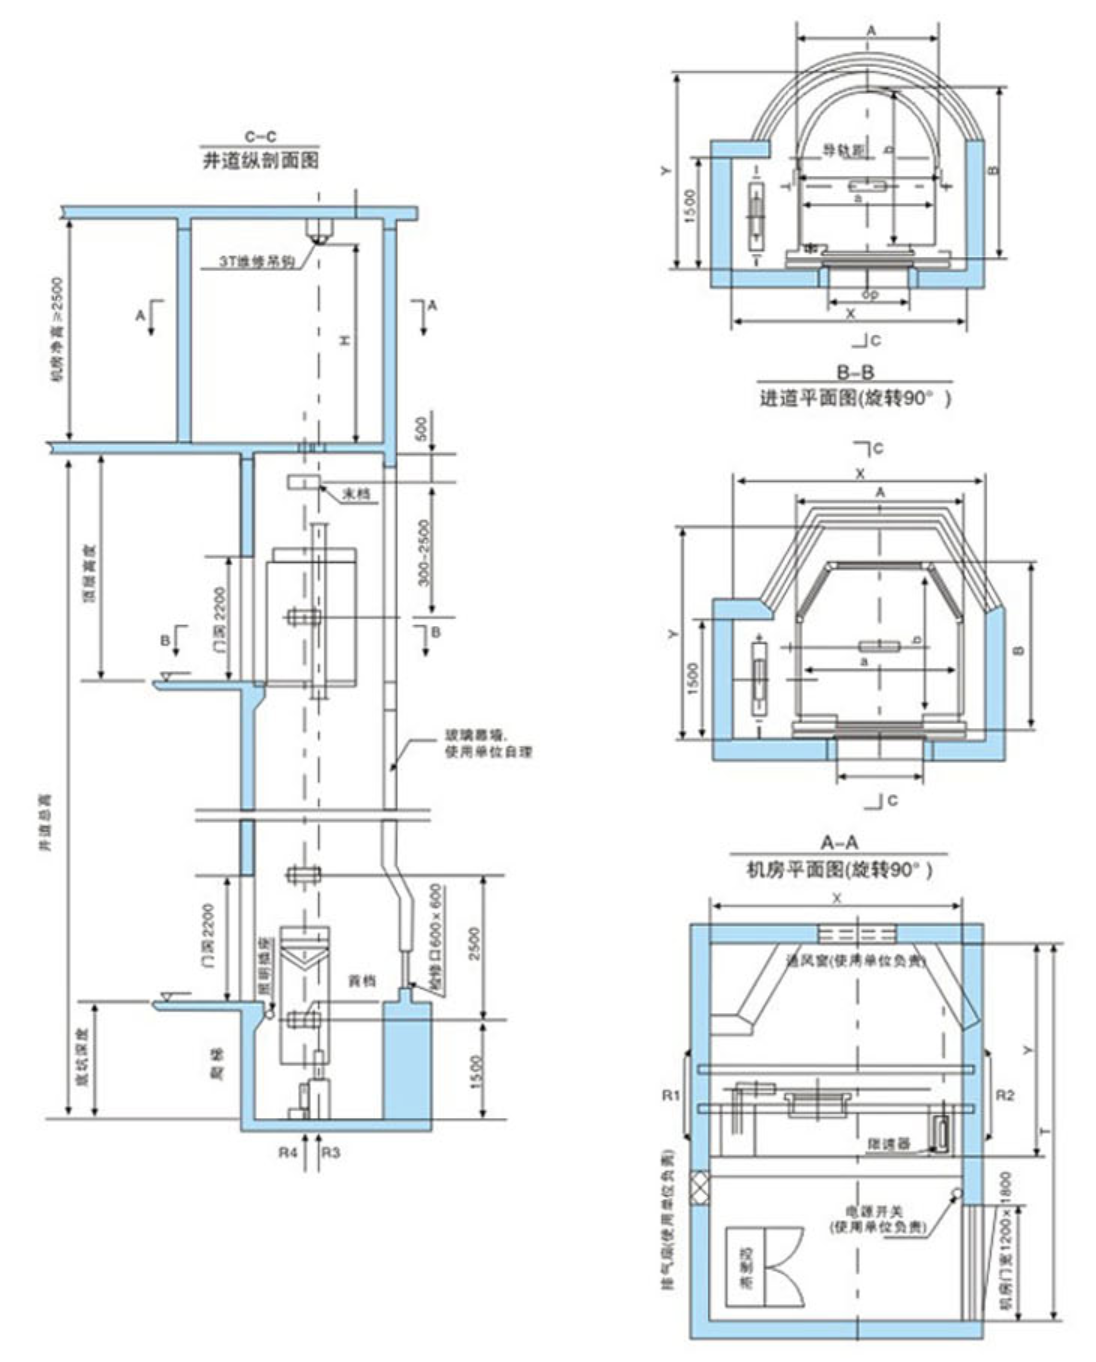 C-C
井道纵剖面图
3T维修吊钩
机房净高≥2500
A
A
H
500
末档
300-2500
顶层高度
门洞 2200
B
B
玻璃幕墙,
使用单位自理
井道总高
门洞2200
照明插座
首档
检修口600×600
2500
底坑深度
爬梯
1500
R4
R3
A
Y
1500
导轨距
b
a
B
op
X
C
B-B
进道平面图(旋转90°)
C
X
A
Y
1500
b
a
B
C
A-A
机房平面图(旋转90°)
X
通风窗(使用单位负责)
Y
R1
R2
T
限速器
排气扇(使用单位负责)
电源开关
(使用单位负责)
机房门宽1200×1800